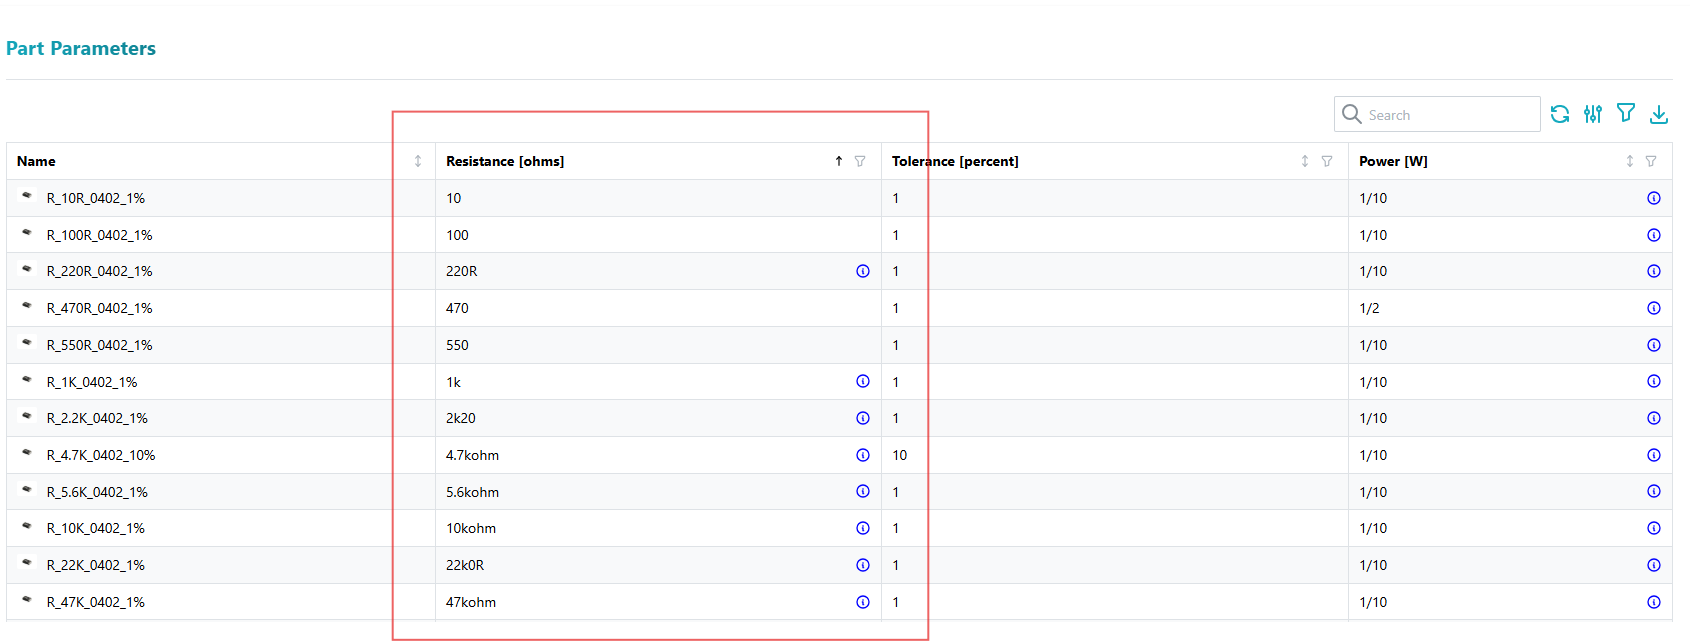 Part Parameters
Search
Name Resistance [ohms] Tolerance [percent] Power [W]
R_10R_0402_1% 10 1 1/10
R_100R_0402_1% 100 1 1/10
R_220R_0402_1% 220R 1 1/10
R_470R_0402_1% 470 1 1/2
R_550R_0402_1% 550 1 1/10
R_1K_0402_1% 1k 1 1/10
R_2.2K_0402_1% 2k20 1 1/10
R_4.7K_0402_10% 4.7kohm 10 1/10
R_5.6K_0402_1% 5.6kohm 1 1/10
R_10K_0402_1% 10kohm 1 1/10
R_22K_0402_1% 22k0R 1 1/10
R_47K_0402_1% 47kohm 1 1/10